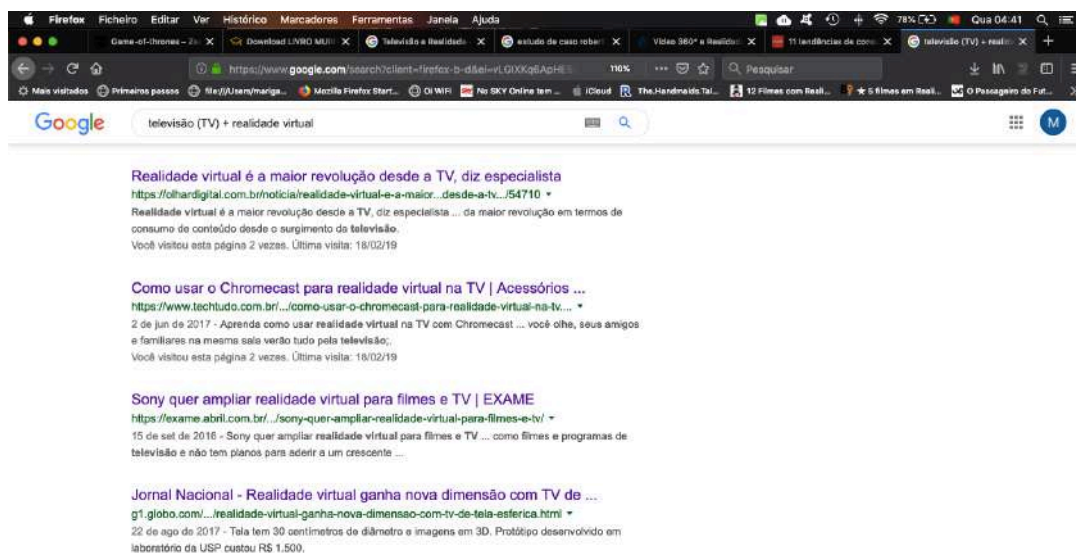 Firefox Ficheiro Editar Ver Histórico Marcadores Ferramentas Janela Ajuda 78% Qua 04:41
Game-of-thrones – Download LIVRO Televisão e Realidade estudo de caso rober Video 360° e 11 tendências de televisão (TV) +
https://www.google.com/search?client=firefox-b-d&ei= 110% Pesquisar
Mais visitados Primeiros passos file:///Users/mariga... Mozilla Firefox Start... OI WiFi No SKY Online tem ... iCloud The.Handmaids.Tal... 12 Filmes com Reali... 5 filmes em Reali... O Passageiro do Fut...
Google televisão (TV) + realidade virtual M
Realidade virtual é a maior revolução desde a TV, diz especialista
https://olhardigital.com.br/noticia/realidade-virtual-e-a-maior...desde-a-tv.../54710
Realidade virtual é a maior revolução desde a TV, diz especialista ... da maior revolução em termos de
consumo de conteúdo desde o surgimento da televisão.
Você visitou esta página 2 vezes. Última visita: 18/02/19
Como usar o Chromecast para realidade virtual na TV | Acessórios ...
https://www.techtudo.com.br/.../como-usar-o-chromecast-para-realidade-virtual-na-tv....
2 de jun de 2017 - Aprenda como usar realidade virtual na TV com Chromecast ... você olhe, seus amigos
e familiares na mesma sala verão tudo pela televisão;.
Você visitou esta página 2 vezes. Última visita: 18/02/19
Sony quer ampliar realidade virtual para filmes e TV | EXAME
https://exame.abril.com.br/.../sony-quer-ampliar-realidade-virtual-para-filmes-e-tv/
15 de set de 2016 - Sony quer ampliar realidade virtual para filmes e TV ... como filmes e programas de
televisão e não tem planos para aderir a um crescente ...
Jornal Nacional - Realidade virtual ganha nova dimensão com TV de ...
g1.globo.com/.../realidade-virtual-ganha-nova-dimensao-com-tv-de-tela-esferica.html
22 de ago de 2017 - Tela tem 30 centímetros de diâmetro e imagens em 3D. Protótipo desenvolvido em
laboratório da USP custou R$ 1.500.